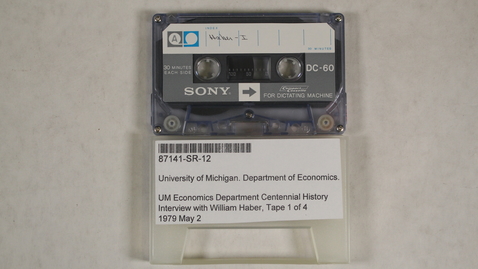 A
Haber - I
30 MINUTES
EACH SIDE
DC-60
SONY
FOR DICTATING MACHINE
87141-SR-12
University of Michigan. Department of Economics.
UM Economics Department Centennial History
Interview with William Haber, Tape 1 of 4
1979 May 2